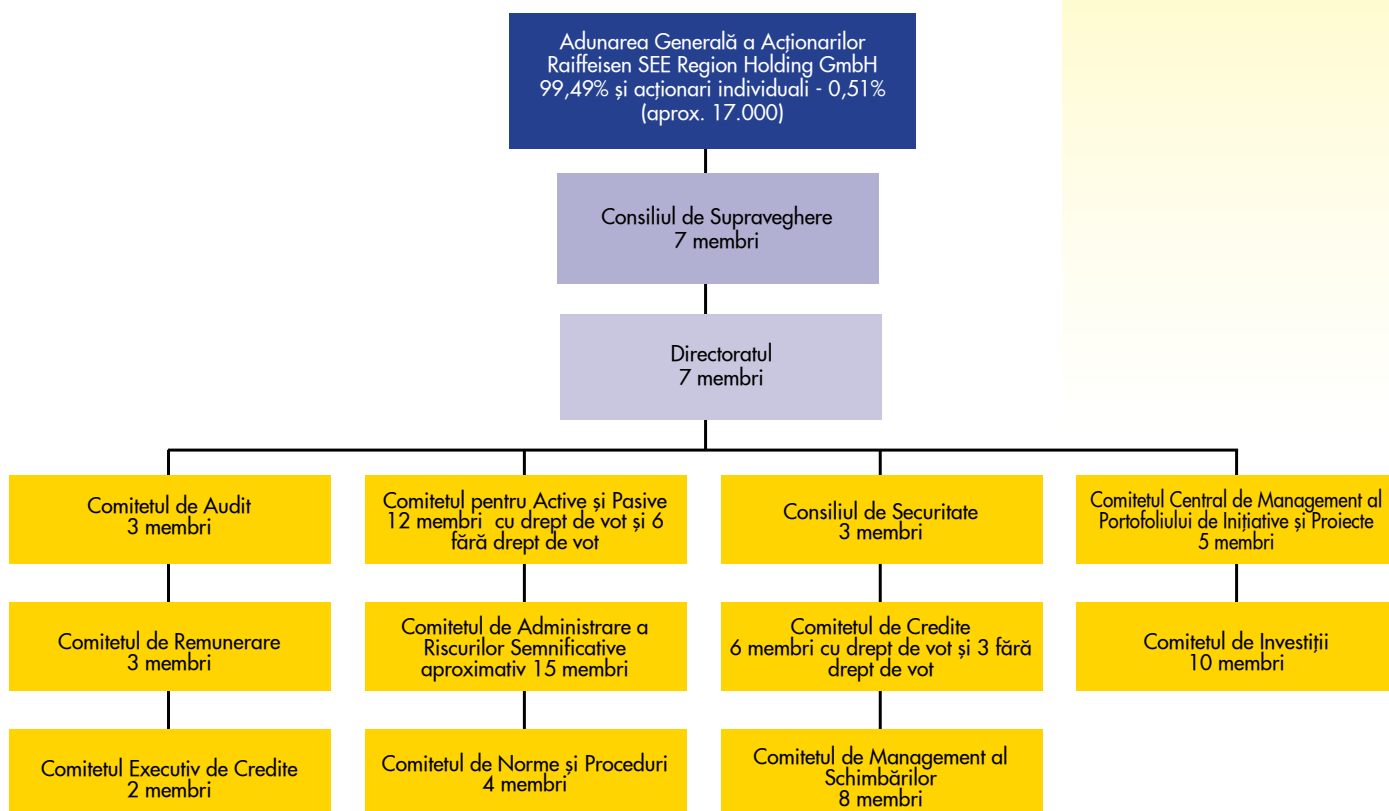 Adunarea Generală a Acționarilor
Raiffeisen SEE Region Holding GmbH
99,49% și acționari individuali - 0,51%
(aprox. 17.000)
Consiliul de Supraveghere
7 membri
Directoratul
7 membri
Comitetul de Audit
3 membri
Comitetul pentru Active și Pasive
12 membri cu drept de vot și 6
fără drept de vot
Consiliul de Securitate
3 membri
Comitetul Central de Management al
Portofoliului de Inițiative și Proiecte
5 membri
Comitetul de Remunerare
3 membri
Comitetul de Administrare a
Riscurilor Semnificative
aproximativ 15 membri
Comitetul de Credite
6 membri cu drept de vot și 3 fără
drept de vot
Comitetul de Investiții
10 membri
Comitetul Executiv de Credite
2 membri
Comitetul de Norme și Proceduri
4 membri
Comitetul de Management al
Schimbărilor
8 membri